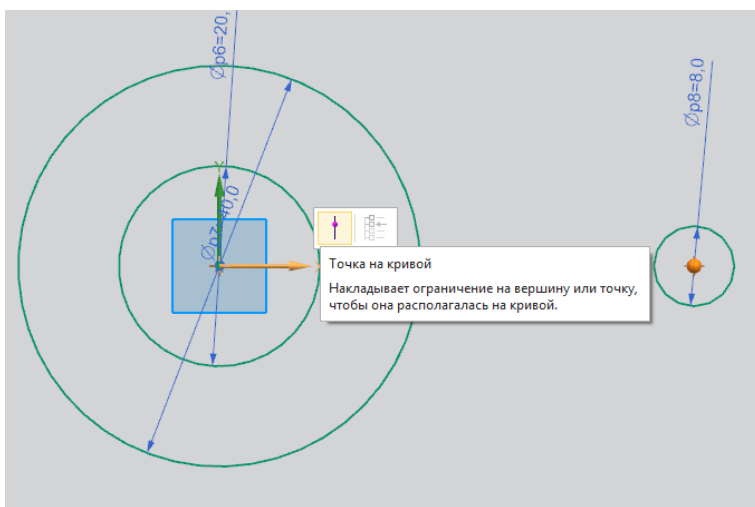 Øp6=20,
Øp8=8,0
Øp7=40,0
Y
Точка на кривой
Накладывает ограничение на вершину или точку,
чтобы она располагалась на кривой.